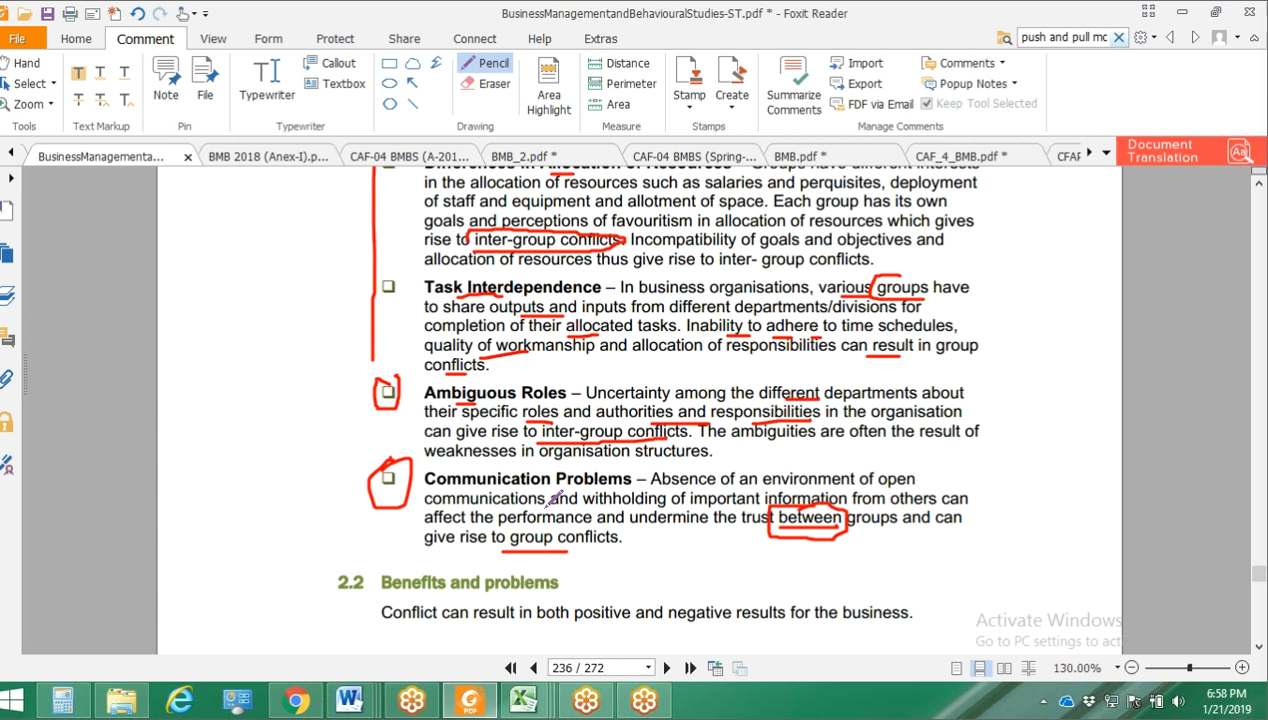 BusinessManagementandBehaviouralStudies-ST.pdf * - Foxit Reader
File Home Comment View Form Protect Share Connect Help Extras push and pull mc
Hand Select Zoom Tools
T T T T T T Text Markup
Note File Pin
Typewriter Callout Textbox Typewriter
Pencil Eraser Area Highlight Drawing
Distance Perimeter Area Measure
Stamp Create Stamps
Summarize Comments Import Export FDF via Email Comments Popup Notes Keep Tool Selected Manage Comments
BusinessManagementa... BMB 2018 (Anex-I).p... CAF-04 BMBS (A-201... BMB_2.pdf * CAF-04 BMBS (Spring-... BMB.pdf * CAF_4_BMB.pdf * CFAF Document Translation
in the allocation of resources such as salaries and perquisites, deployment
of staff and equipment and allotment of space. Each group has its own
goals and perceptions of favouritism in allocation of resources which gives
rise to inter-group conflicts. Incompatibility of goals and objectives and
allocation of resources thus give rise to inter- group conflicts.
Task Interdependence – In business organisations, various groups have
to share outputs and inputs from different departments/divisions for
completion of their allocated tasks. Inability to adhere to time schedules,
quality of workmanship and allocation of responsibilities can result in group
conflicts.
Ambiguous Roles – Uncertainty among the different departments about
their specific roles and authorities and responsibilities in the organisation
can give rise to inter-group conflicts. The ambiguities are often the result of
weaknesses in organisation structures.
Communication Problems – Absence of an environment of open
communications and withholding of important information from others can
affect the performance and undermine the trust between groups and can
give rise to group conflicts.
2.2 Benefits and problems
Conflict can result in both positive and negative results for the business.
Activate Windows
Go to PC settings to act
236 / 272 130.00%
6:58 PM
1/21/2019